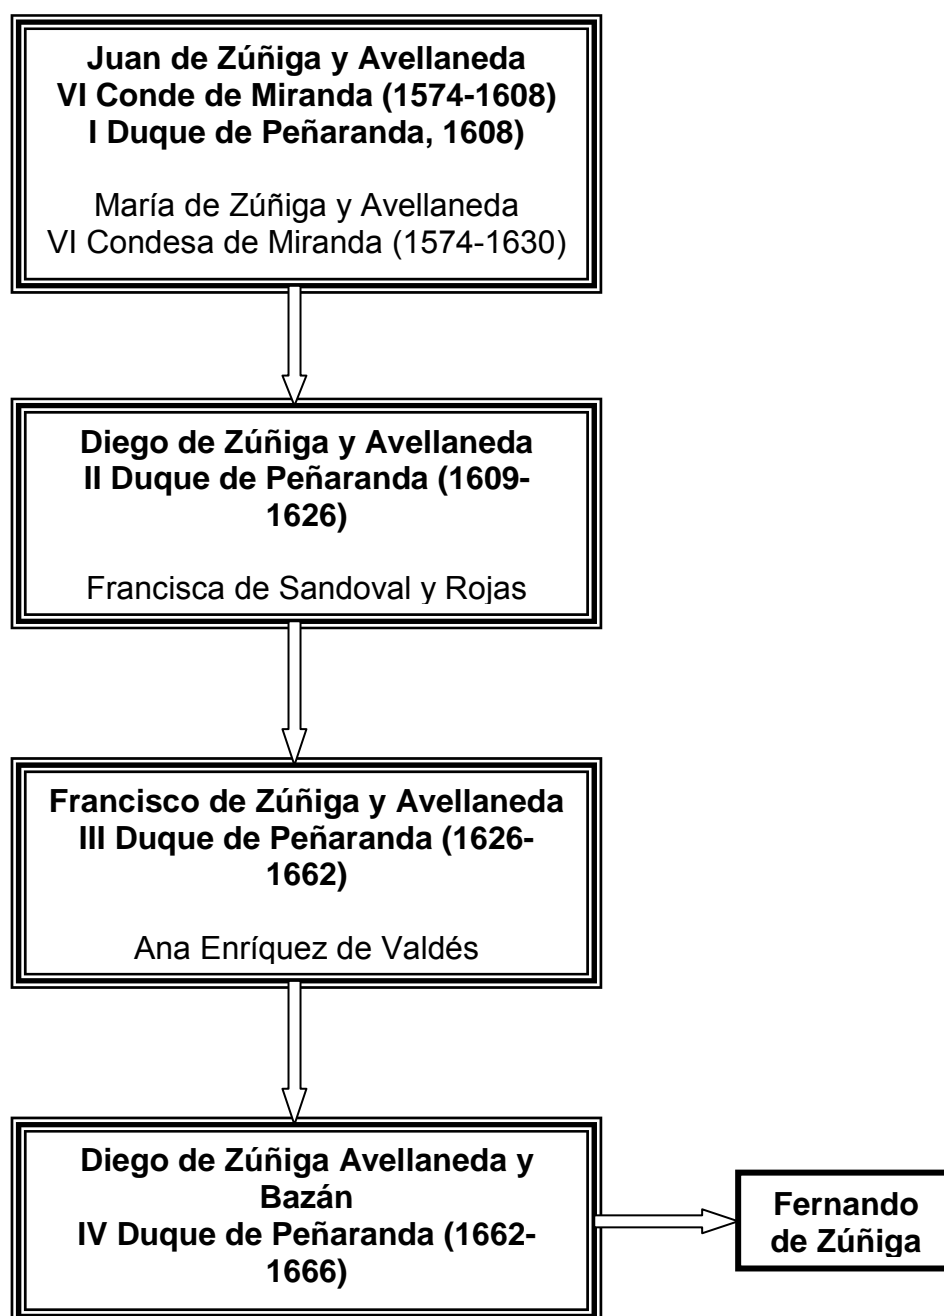 Juan de Zúñiga y Avellaneda
VI Conde de Miranda (1574-1608)
I Duque de Peñaranda, 1608)
María de Zúñiga y Avellaneda
VI Condesa de Miranda (1574-1630)
Diego de Zúñiga y Avellaneda
II Duque de Peñaranda (1609-
1626)
Francisca de Sandoval y Rojas
Francisco de Zúñiga y Avellaneda
III Duque de Peñaranda (1626-
1662)
Ana Enríquez de Valdés
Diego de Zúñiga Avellaneda y
Bazán
IV Duque de Peñaranda (1662-
1666)
Fernando
de Zúñiga